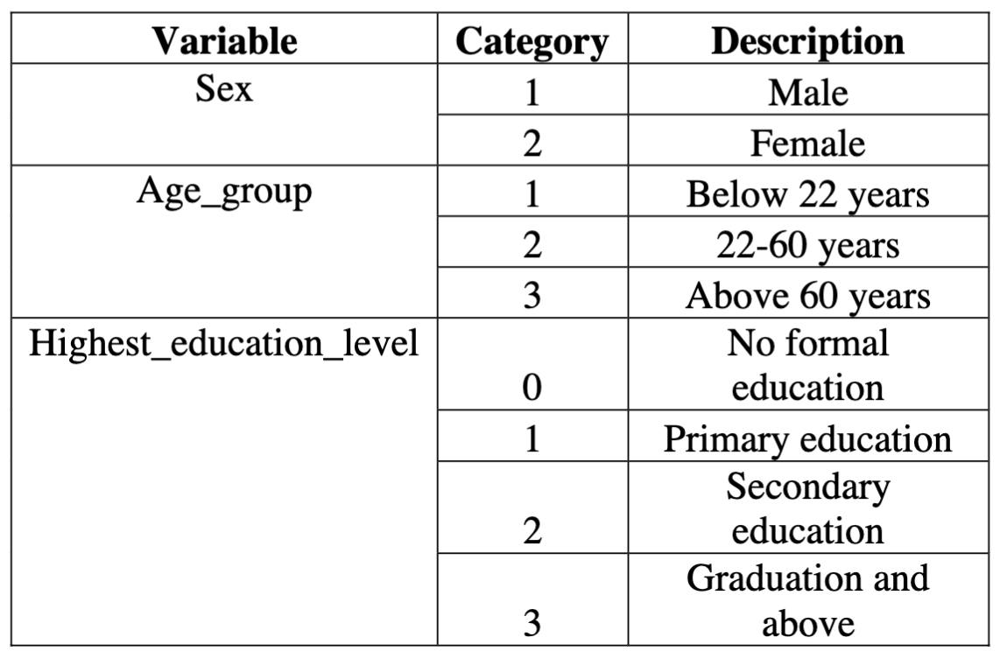 Variable Category Description
Sex 1 Male
2 Female
Age_group 1 Below 22 years
2 22-60 years
3 Above 60 years
Highest_education_level No formal
0 education
1 Primary education
Secondary
2 education
Graduation and
3 above